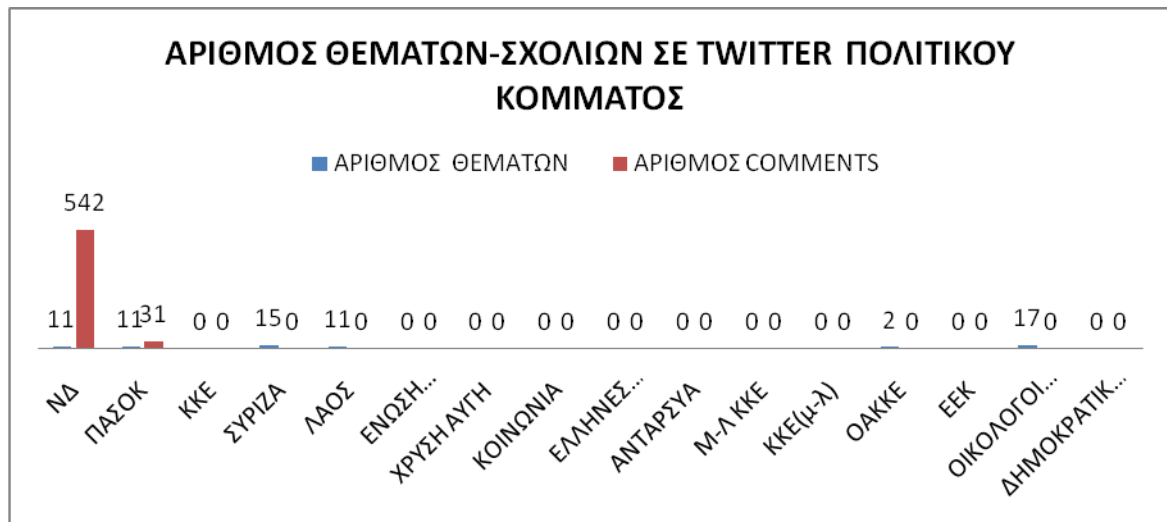 ΑΡΙΘΜΟΣ ΘΕΜΑΤΩΝ-ΣΧΟΛΙΩΝ ΣΕ TWITTER ΠΟΛΙΤΙΚΟΥ
ΚΟΜΜΑΤΟΣ
ΑΡΙΘΜΟΣ ΘΕΜΑΤΩΝ ΑΡΙΘΜΟΣ COMMENTS
542
11 11 31 0 0 15 0 11 0 0 0 0 0 0 0 0 0 0 0 0 0 0 0 2 0 0 0 17 0 0 0
ΝΔ
ΠΑΣΟΚ
ΚΚΕ
ΣΥΡΙΖΑ
ΛΑΟΣ
ΕΝΩΣΗ...
ΧΡΥΣΗ ΑΥΓΗ
ΚΟΙΝΩΝΙΑ
ΕΛΛΗΝΕΣ...
ΑΝΤΑΡΣΥΑ
Μ-Λ ΚΚΕ
ΚΚΕ(μ-λ)
ΟΑΚΚΕ
ΕΕΚ
ΟΙΚΟΛΟΓΟΙ...
ΔΗΜΟΚΡΑΤΙΚ...